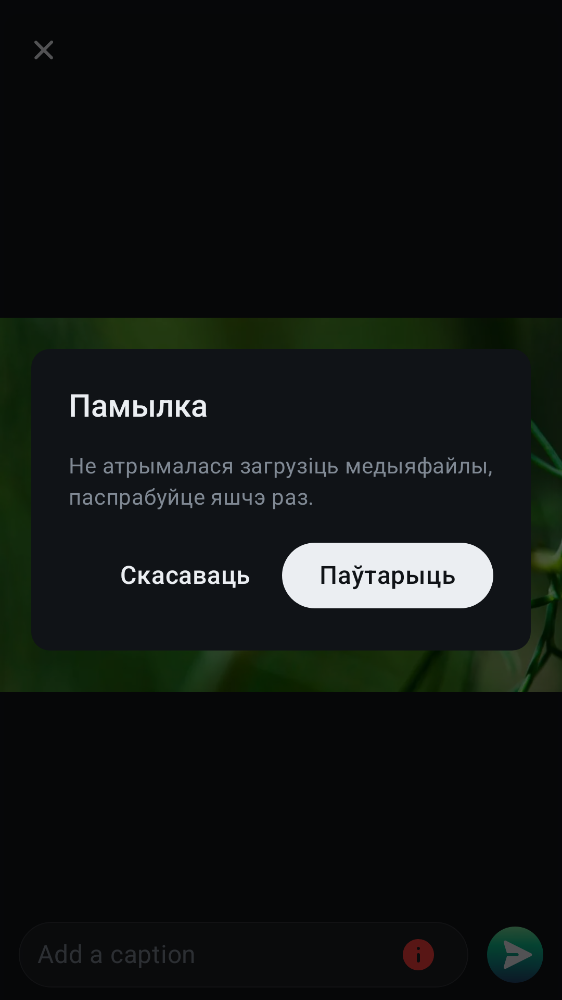 Памылка
Не атрымалася загрузіць медыяфайлы,
паспрабуйце яшчэ раз.
Скасаваць Паўтарыць
Add a caption